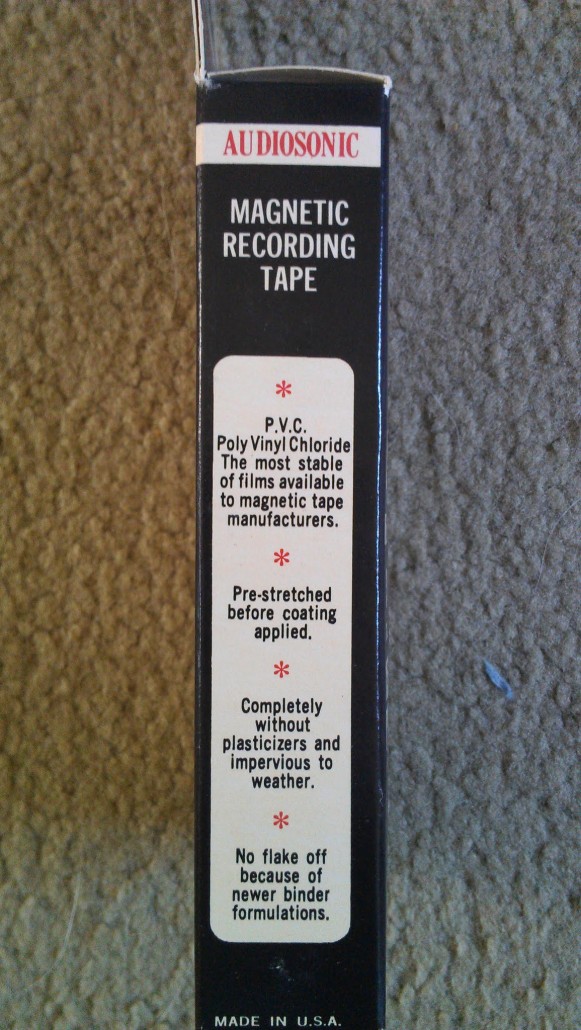 AUDIOSONIC
MAGNETIC
RECORDING
TAPE
*
P.V.C.
Poly Vinyl Chloride
The most stable
of films available
to magnetic tape
manufacturers.
*
Pre-stretched
before coating
applied.
*
Completely
without
plasticizers and
impervious to
weather.
*
No flake off
because of
newer binder
formulations.
MADE IN U.S.A.